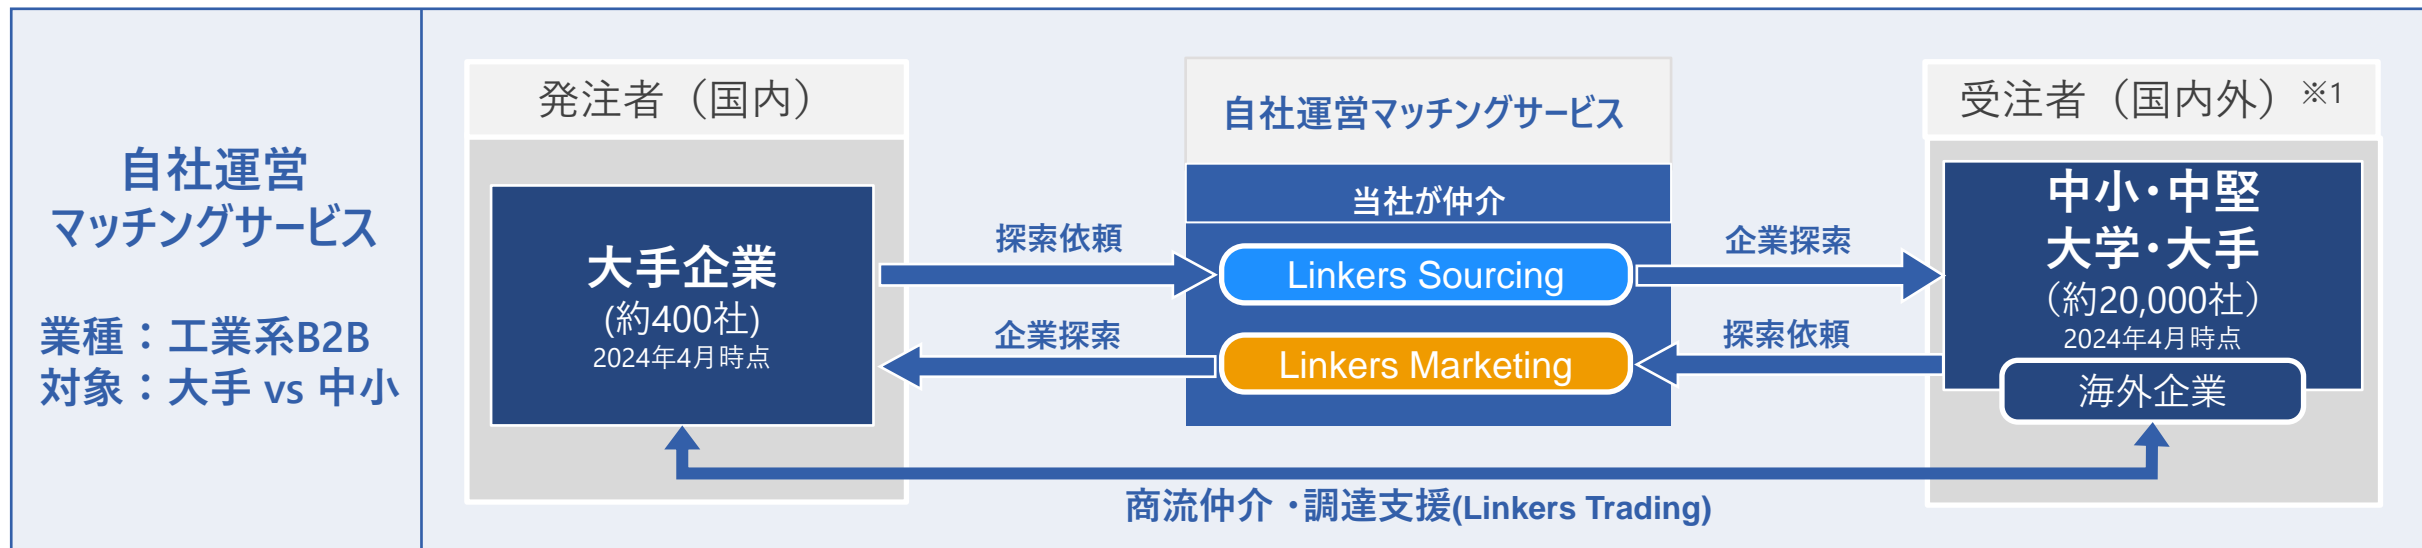 自社運営
マッチングサービス
業種：工業系B2B
対象：大手 vs 中小
発注者（国内）
大手企業
(約400社)
2024年4月時点
探索依頼
企業探索
自社運営マッチングサービス
当社が仲介
Linkers Sourcing
Linkers Marketing
企業探索
探索依頼
受注者（国内外）※1
中小・中堅
大学・大手
（約20,000社）
2024年4月時点
海外企業
商流仲介・調達支援(Linkers Trading)